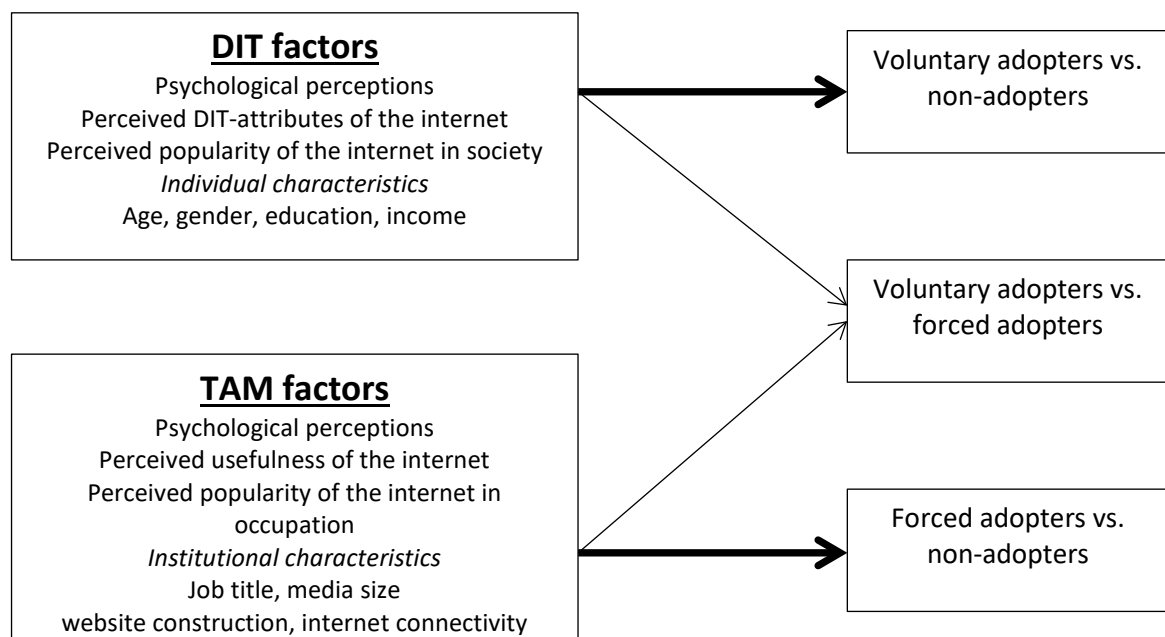 DIT factors
Psychological perceptions
Perceived DIT-attributes of the internet
Perceived popularity of the internet in society
Individual characteristics
Age, gender, education, income
TAM factors
Psychological perceptions
Perceived usefulness of the internet
Perceived popularity of the internet in
occupation
Institutional characteristics
Job title, media size
website construction, internet connectivity
Voluntary adopters vs.
non-adopters
Voluntary adopters vs.
forced adopters
Forced adopters vs.
non-adopters